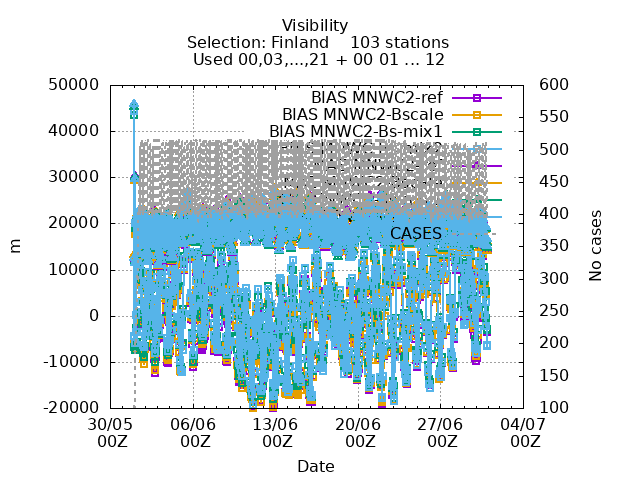 Visibility
Selection: Finland    103 stations
Used 00,03,...,21 + 00 01 ... 12
50000
40000
30000
20000
10000
0
-10000
-20000
m
600
550
500
450
400
350
300
250
200
150
100
No cases
BIAS MNWC2-ref
BIAS MNWC2-Bscale
BIAS MNWC2-Bs-mix1
CASES
30/05 06/06 13/06 20/06 27/06 04/07
00Z 00Z 00Z 00Z 00Z 00Z
Date